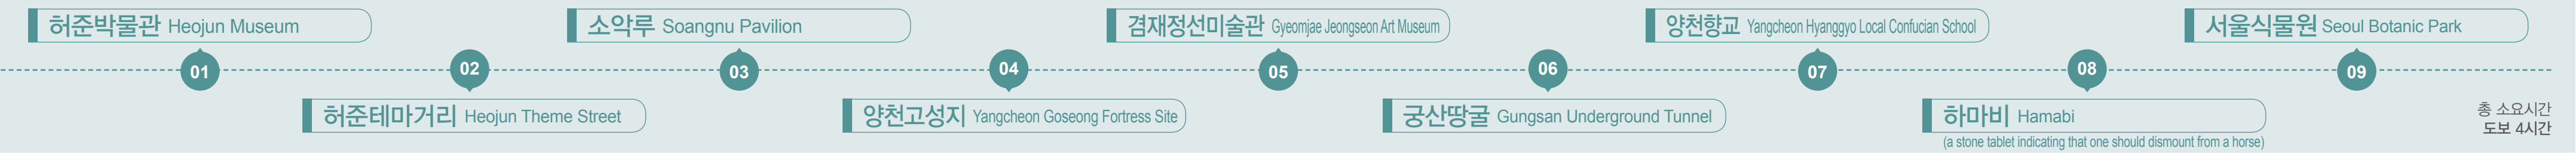 허준박물관 Heojun Museum
01
02
허준테마거리 Heojun Theme Street
소악루 Soangnu Pavilion
03
04
양천고성지 Yangcheon Goseong Fortress Site
겸재정선미술관 Gyeomjae Jeongseon Art Museum
05
06
궁산땅굴 Gungsan Underground Tunnel
양천향교 Yangcheon Hyanggyo Local Confucian School
07
08
하마비 Hamabi
(a stone tablet indicating that one should dismount from a horse)
서울식물원 Seoul Botanic Park
09
총 소요시간
도보 4시간